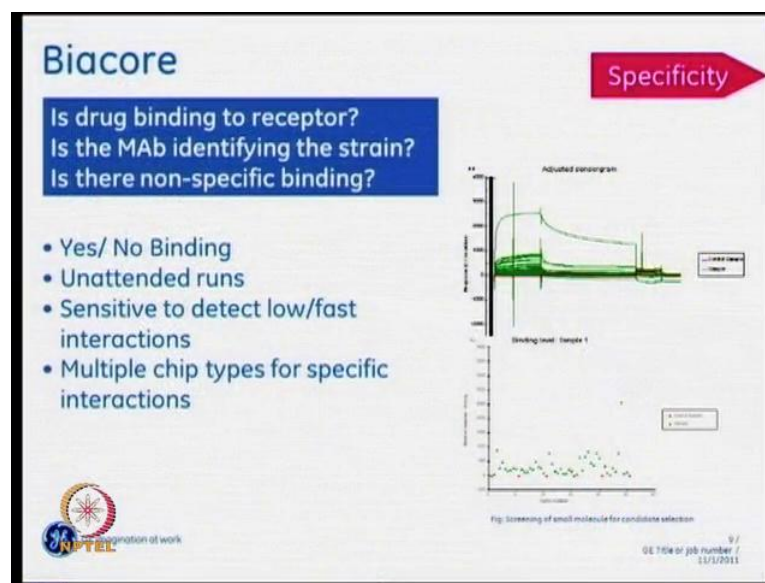 Biacore
Specificity
Is drug binding to receptor?
Is the MAb identifying the strain?
Is there non-specific binding?
• Yes/ No Binding
• Unattended runs
• Sensitive to detect low/fast
interactions
• Multiple chip types for specific
interactions
Adjusted sensorgram
Binding level: Sample 1
Fig: Screening of small molecule for candidate selection
imagination at work
NPTEL
9 /
GE Title or job number /
11/1/2011